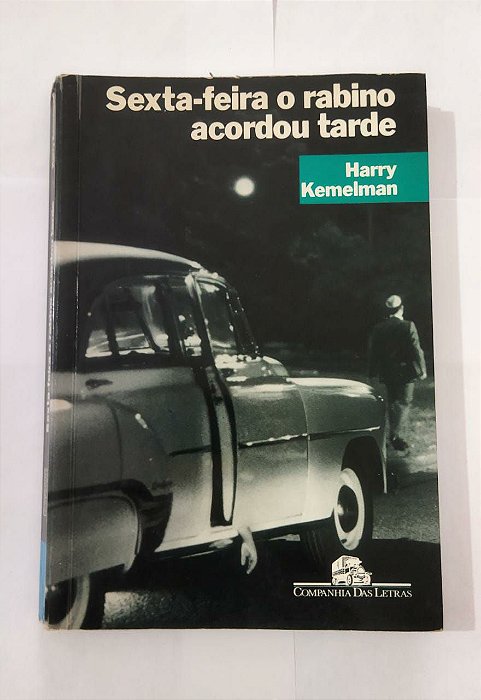 Sexta-feira o rabino
acordou tarde
Harry
Kemelman
COMPANHIA DAS LETRAS